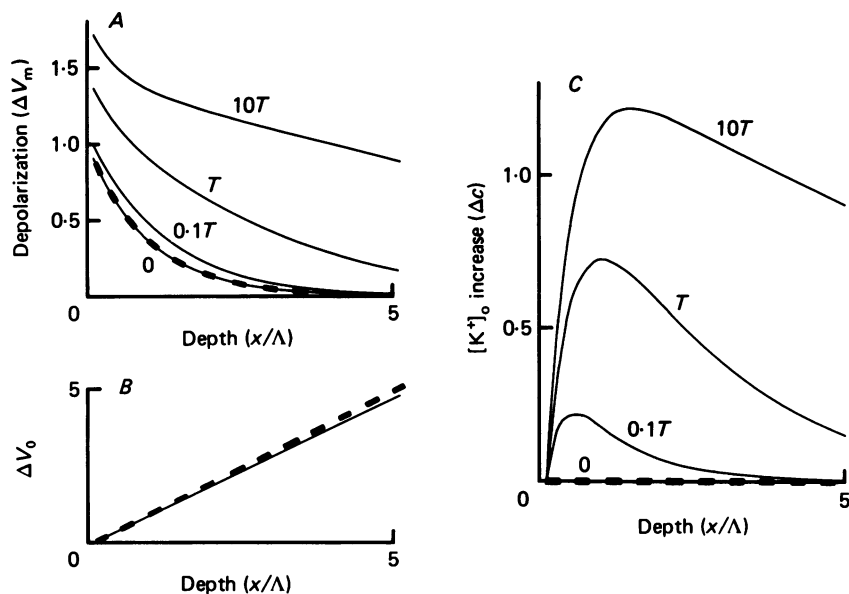 A
Depolarization (ΔVm)
1·5
1·0
0·5
0
10T
T
0·1T
0
5
Depth (x/Λ)
B
ΔV0
5
0
5
Depth (x/Λ)
C
[K+]o increase (Δc)
1·0
0·5
0
10T
T
0·1T
0
5
Depth (x/Λ)